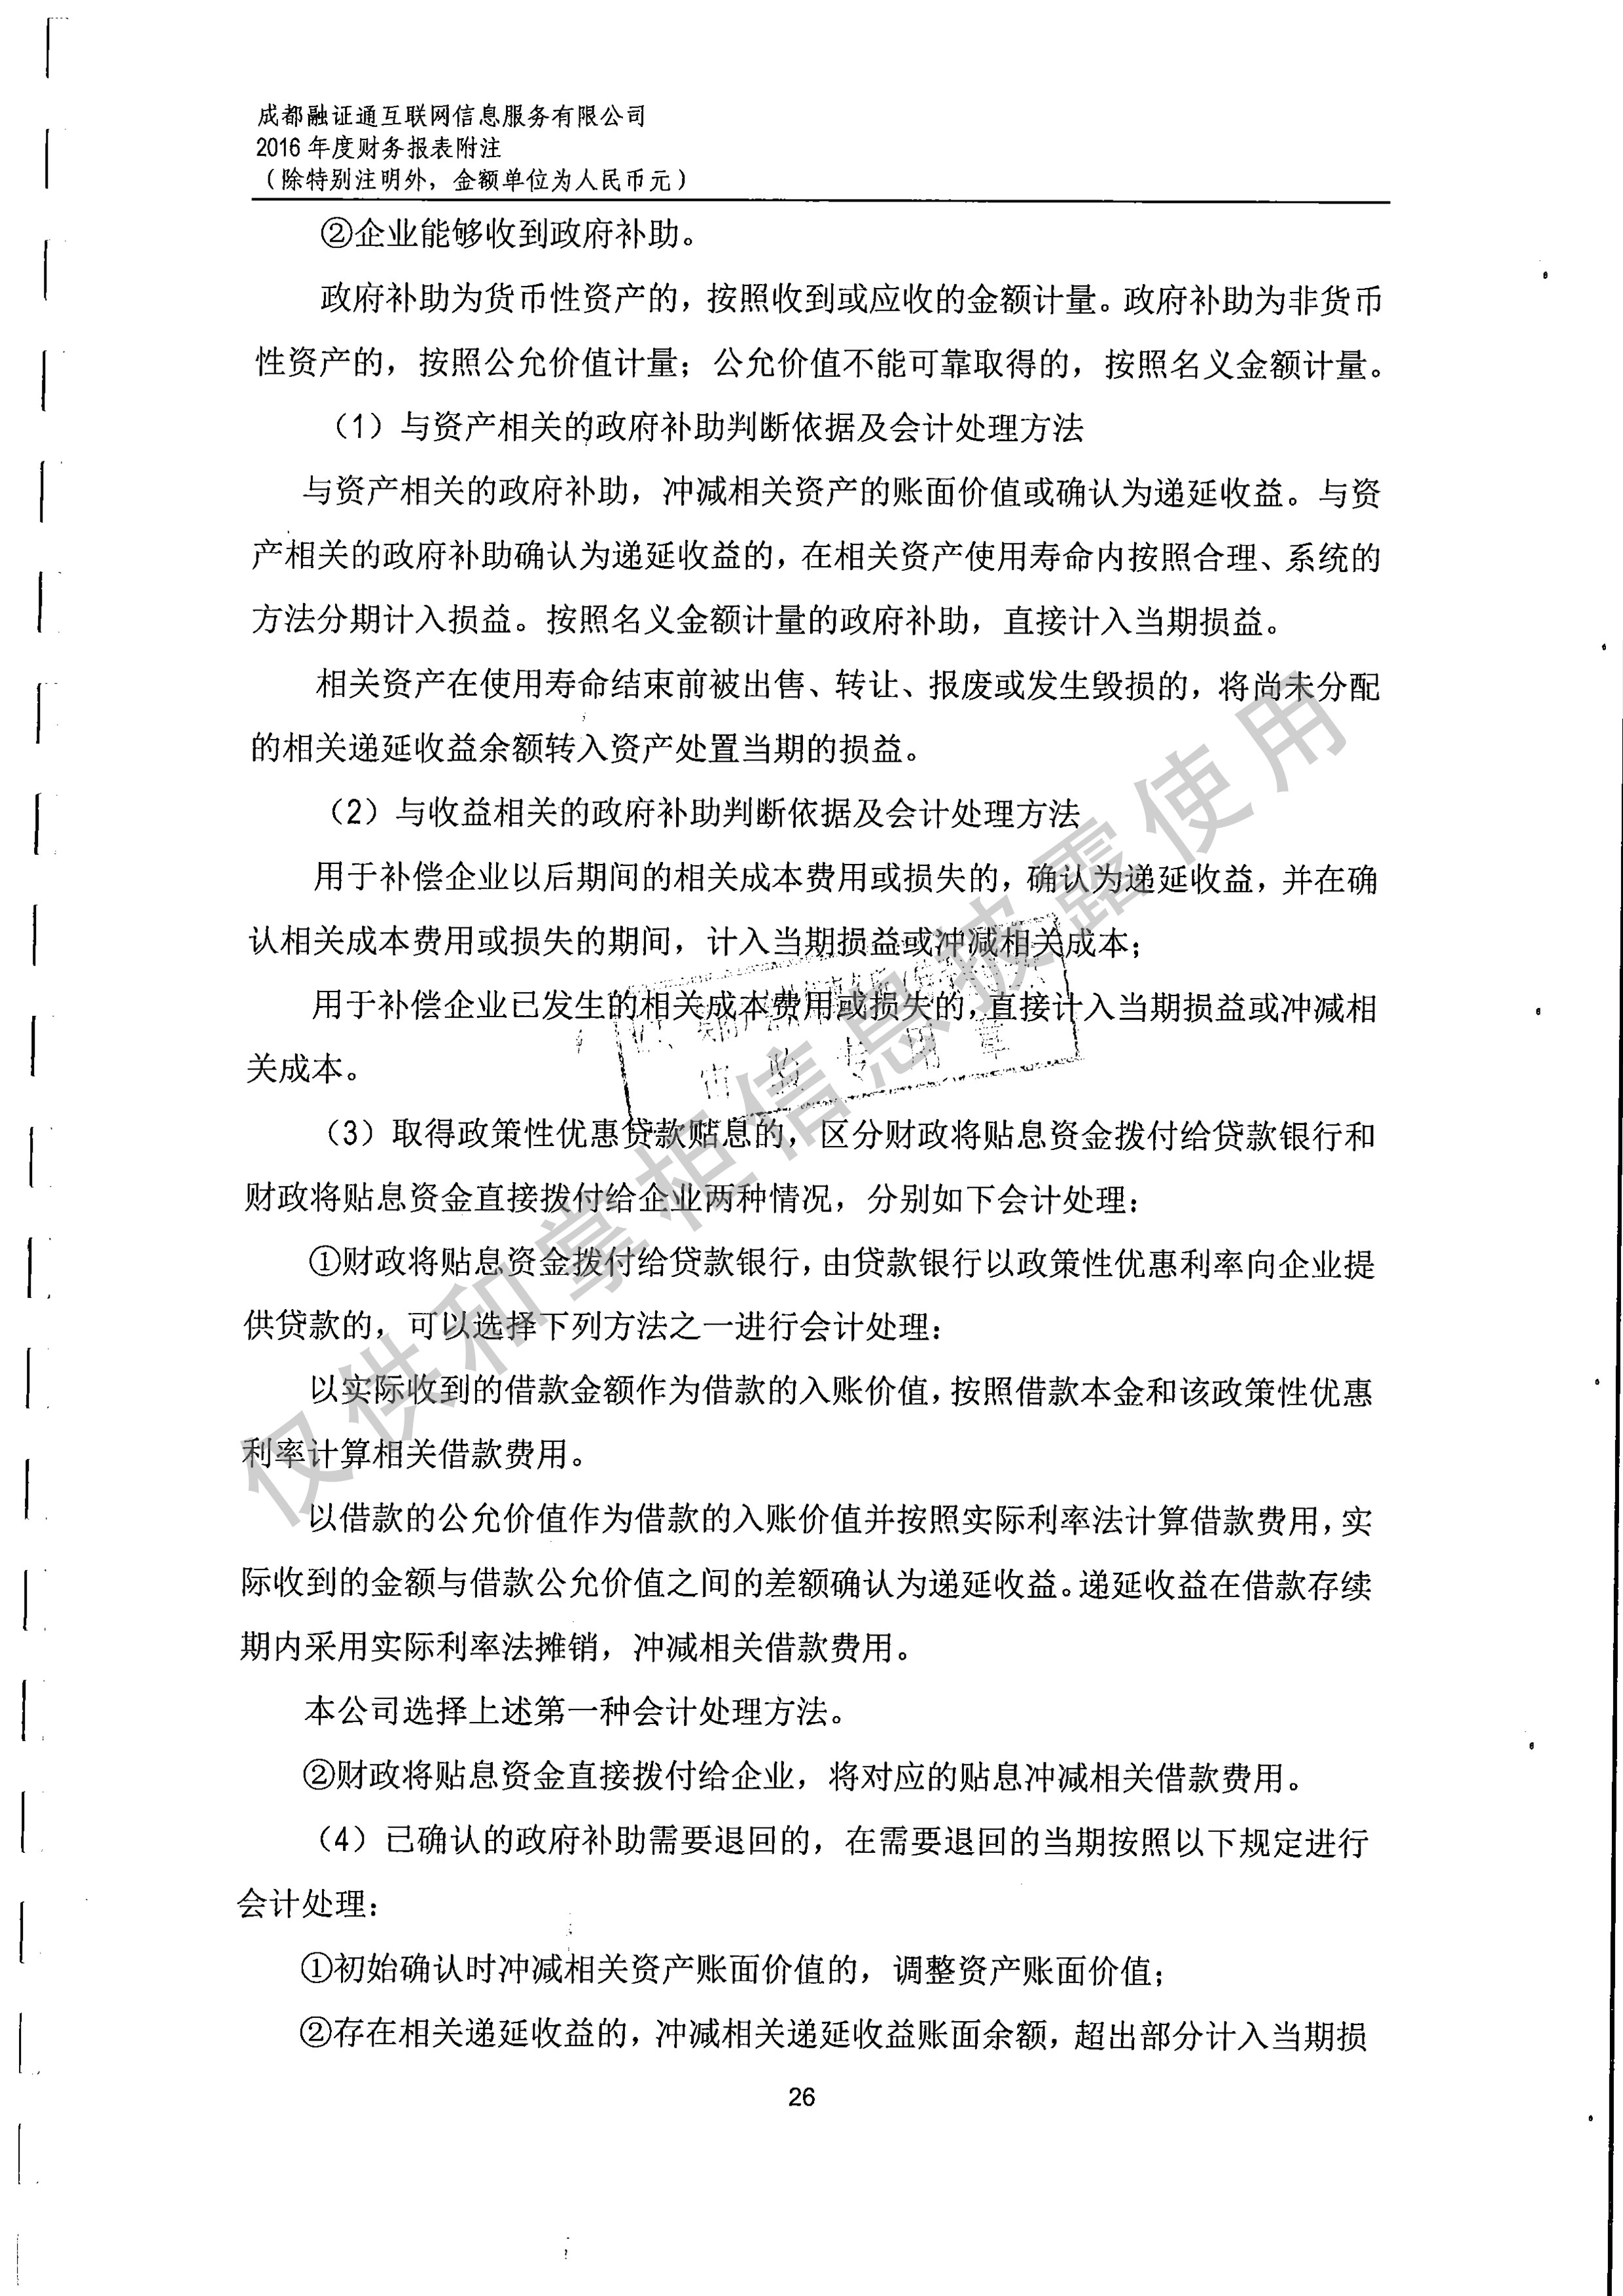 成都融证通互联网信息服务有限公司
2016 年度财务报表附注
（除特别注明外，金额单位为人民币元）
②企业能够收到政府补助。
政府补助为货币性资产的，按照收到或应收的金额计量。政府补助为非货币
性资产的，按照公允价值计量；公允价值不能可靠取得的，按照名义金额计量。
（1）与资产相关的政府补助判断依据及会计处理方法
与资产相关的政府补助，冲减相关资产的账面价值或确认为递延收益。与资
产相关的政府补助确认为递延收益的，在相关资产使用寿命内按照合理、系统的
方法分期计入损益。按照名义金额计量的政府补助，直接计入当期损益。
相关资产在使用寿命结束前被出售、转让、报废或发生毁损的，将尚未分配
的相关递延收益余额转入资产处置当期的损益。
（2）与收益相关的政府补助判断依据及会计处理方法
用于补偿企业以后期间的相关成本费用或损失的，确认为递延收益，并在确
认相关成本费用或损失的期间，计入当期损益或冲减相关成本；
用于补偿企业已发生的相关成本费用或损失的，直接计入当期损益或冲减相
关成本。
（3）取得政策性优惠贷款贴息的，区分财政将贴息资金拨付给贷款银行和
财政将贴息资金直接拨付给企业两种情况，分别如下会计处理：
①财政将贴息资金拨付给贷款银行，由贷款银行以政策性优惠利率向企业提
供贷款的，可以选择下列方法之一进行会计处理：
以实际收到的借款金额作为借款的入账价值，按照借款本金和该政策性优惠
利率计算相关借款费用。
以借款的公允价值作为借款的入账价值并按照实际利率法计算借款费用，实
际收到的金额与借款公允价值之间的差额确认为递延收益。递延收益在借款存续
期内采用实际利率法摊销，冲减相关借款费用。
本公司选择上述第一种会计处理方法。
②财政将贴息资金直接拨付给企业，将对应的贴息冲减相关借款费用。
（4）已确认的政府补助需要退回的，在需要退回的当期按照以下规定进行
会计处理：
①初始确认时冲减相关资产账面价值的，调整资产账面价值；
②存在相关递延收益的，冲减相关递延收益账面余额，超出部分计入当期损
26
仅供和掌柜信息披露使用